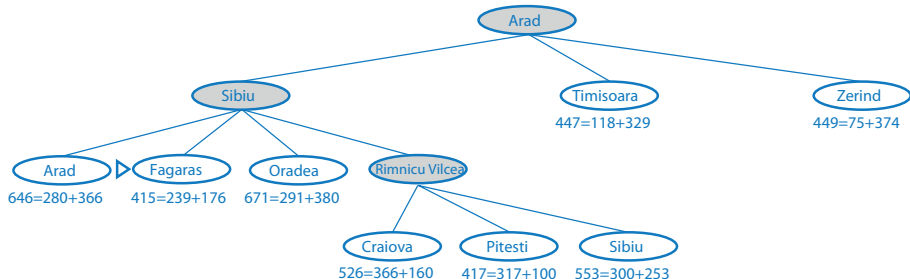 Arad
Sibiu
Timisoara
Zerind
447=118+329
449=75+374
Arad
Fagaras
Oradea
Rimnicu Vilcea
646=280+366
415=239+176
671=291+380
Craiova
Pitesti
Sibiu
526=366+160
417=317+100
553=300+253